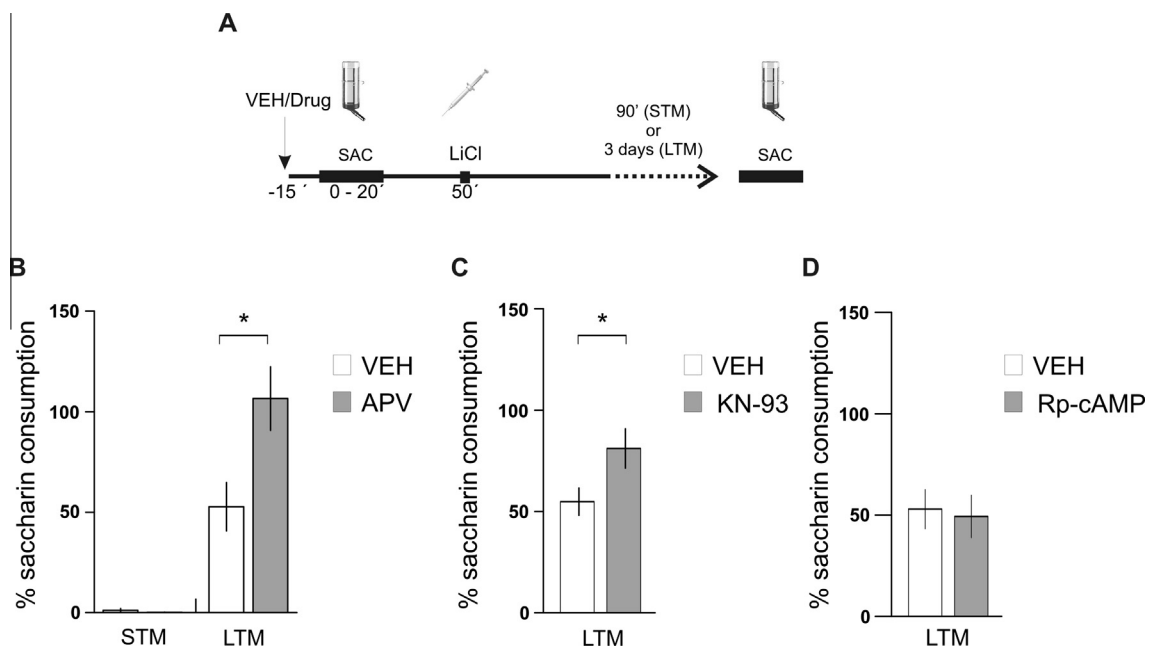 A
VEH/Drug
SAC
LiCl
90' (STM)
or
3 days (LTM)
SAC
-15 ´
0 - 20´
50´
B
% saccharin consumption
150
100
50
0
*
VEH
APV
STM
LTM
C
% saccharin consumption
150
100
50
0
*
VEH
KN-93
LTM
D
% saccharin consumption
150
100
50
0
VEH
Rp-cAMP
LTM